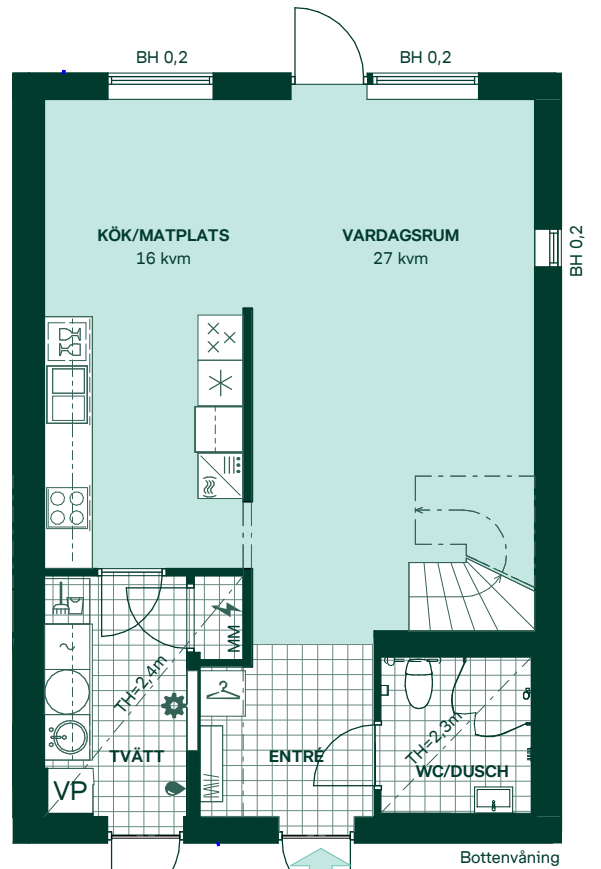 BH 0,2
BH 0,2
KÖK/MATPLATS
16 kvm
VARDAGSRUM
27 kvm
BH 0,2
MM
TH=2,4m
TH=2,3m
TVÄTT
ENTRÉ
WC/DUSCH
VP
Bottenvåning